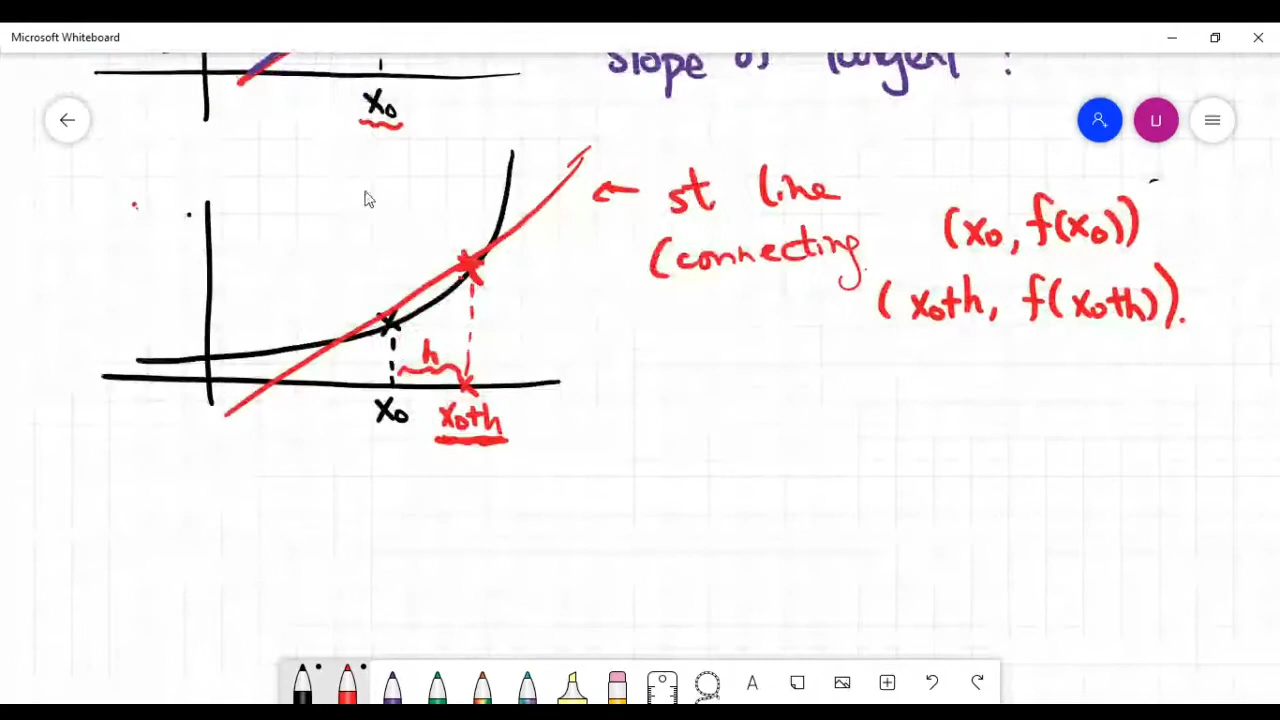 Microsoft Whiteboard
slope of tangent ?
x₀
U
← st line
(connecting
(x₀, f(x₀))
(x₀+h, f(x₀+h)).
h
x₀
x₀+h
A